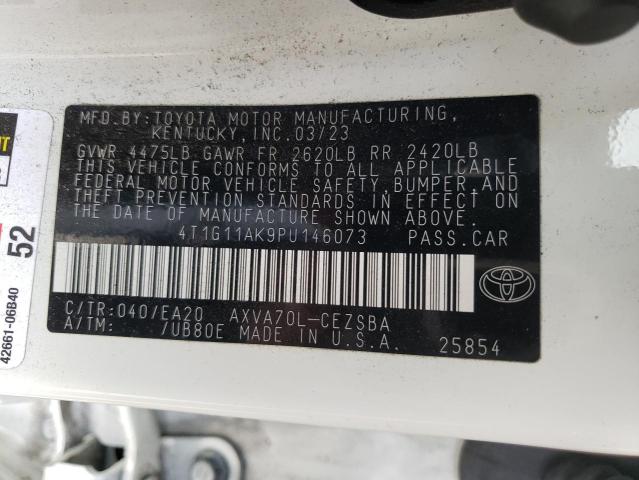 MFD. BY:TOYOTA MOTOR MANUFACTURING,
KENTUCKY, INC. 03/23
GVWR 4475LB GAWR FR 2620LB RR 2420LB
THIS VEHICLE CONFORMS TO ALL APPLICABLE
FEDERAL MOTOR VEHICLE SAFETY, BUMPER, AND
THEFT PREVENTION STANDARDS IN EFFECT ON
THE DATE OF MANUFACTURE SHOWN ABOVE.
4T1G11AK9PU146073 PASS.CAR
C/TR:040/EA20 AXVA70L-CEZSBA
A/TM: /UB80E MADE IN U.S.A. 25854
52
42661-06B40